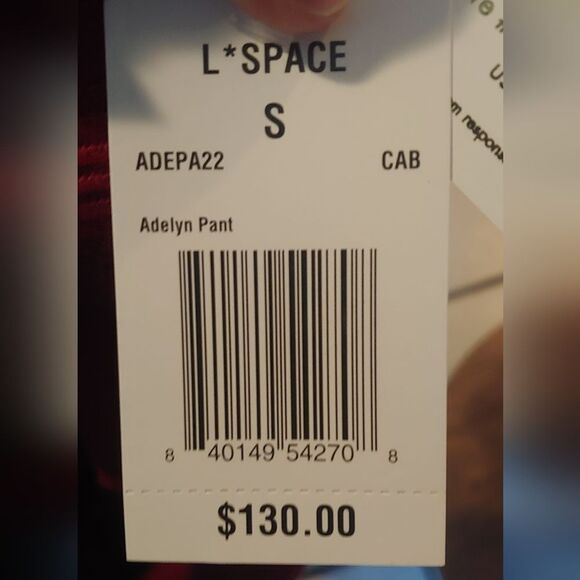 L*SPACE
S
ADEPA22 CAB
Adelyn Pant
8 40149 54270 8
$130.00